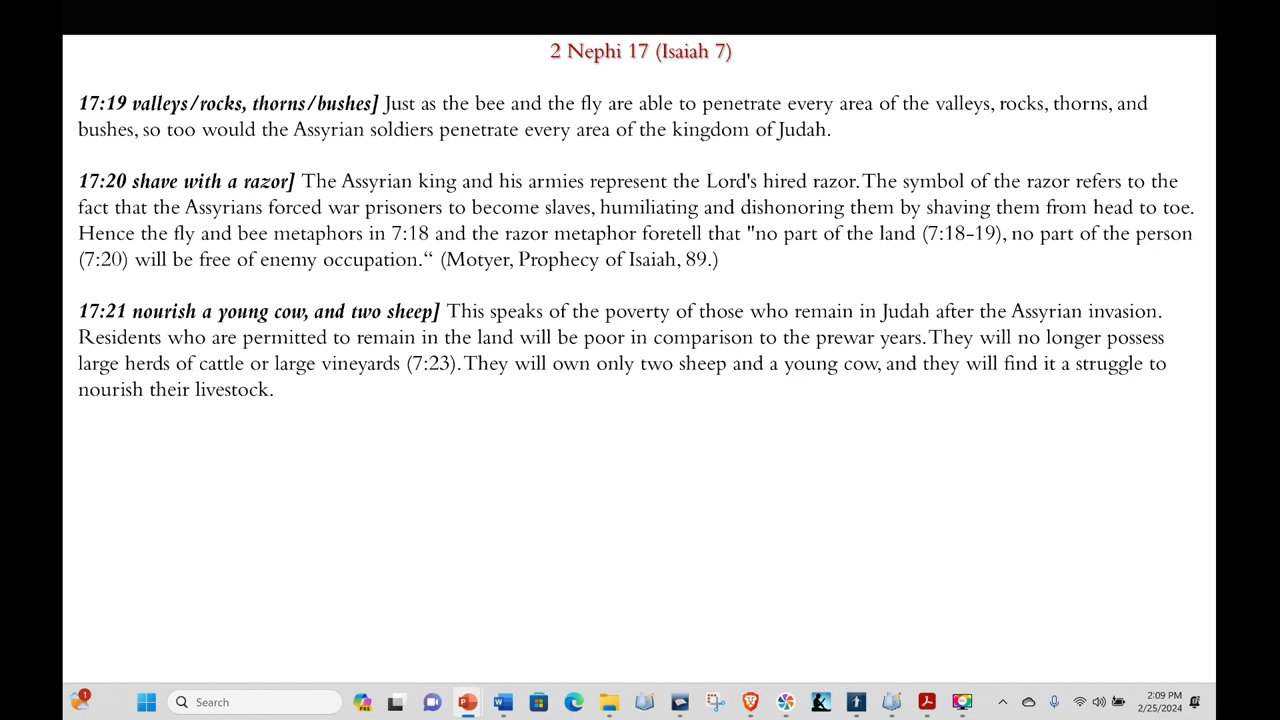 2 Nephi 17 (Isaiah 7)
17:19 valleys/rocks, thorns/bushes] Just as the bee and the fly are able to penetrate every area of the valleys, rocks, thorns, and
bushes, so too would the Assyrian soldiers penetrate every area of the kingdom of Judah.
17:20 shave with a razor] The Assyrian king and his armies represent the Lord's hired razor. The symbol of the razor refers to the
fact that the Assyrians forced war prisoners to become slaves, humiliating and dishonoring them by shaving them from head to toe.
Hence the fly and bee metaphors in 7:18 and the razor metaphor foretell that "no part of the land (7:18-19), no part of the person
(7:20) will be free of enemy occupation.“ (Motyer, Prophecy of Isaiah, 89.)
17:21 nourish a young cow, and two sheep] This speaks of the poverty of those who remain in Judah after the Assyrian invasion.
Residents who are permitted to remain in the land will be poor in comparison to the prewar years. They will no longer possess
large herds of cattle or large vineyards (7:23). They will own only two sheep and a young cow, and they will find it a struggle to
nourish their livestock.
1
Search
PRE
2:09 PM
2/25/2024